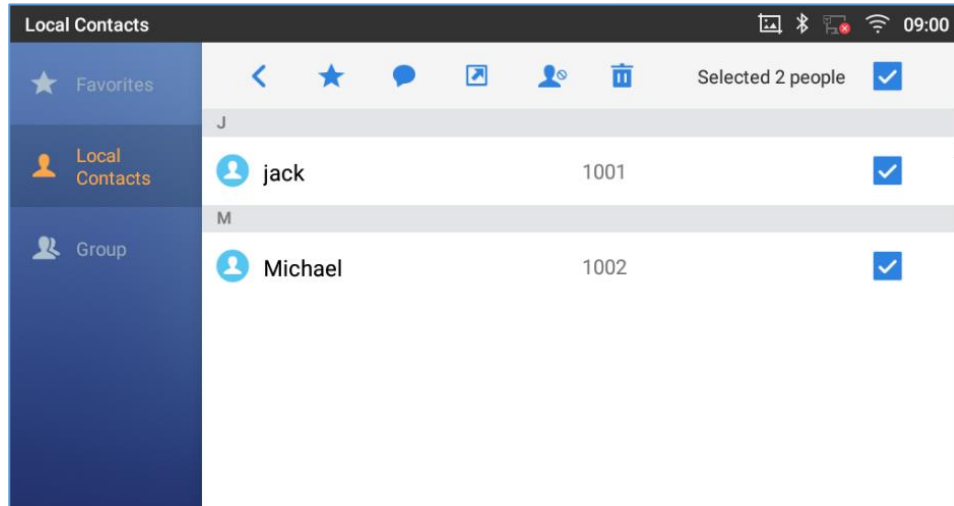 Local Contacts 09:00
Favorites
Selected 2 people
J
Local
Contacts
jack 1001
M
Group
Michael 1002